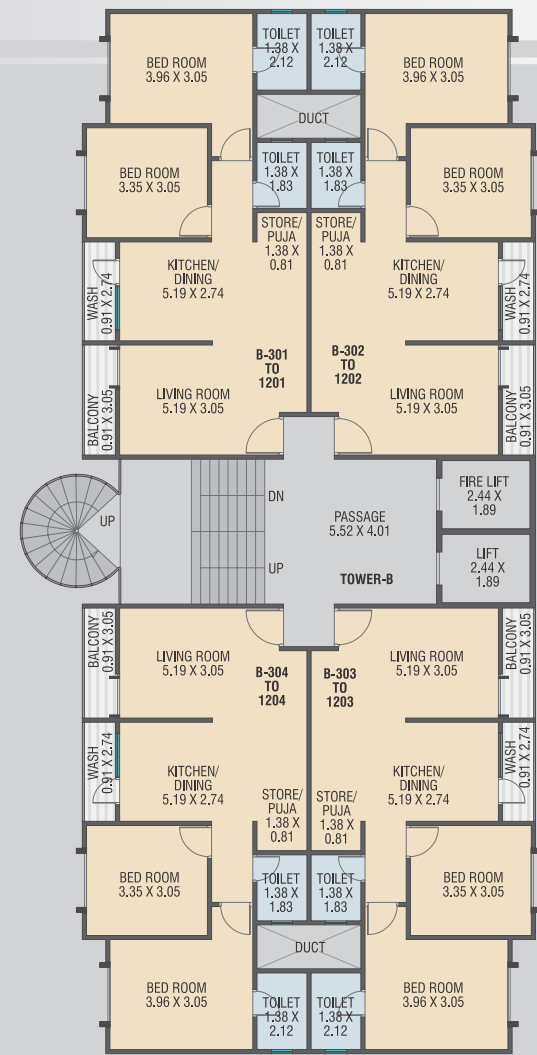 BED ROOM
3.96 X 3.05
TOILET
1.38 X
2.12
TOILET
1.38 X
2.12
BED ROOM
3.96 X 3.05
DUCT
BED ROOM
3.35 X 3.05
TOILET
1.38 X
1.83
TOILET
1.38 X
1.83
BED ROOM
3.35 X 3.05
STORE/
PUJA
1.38 X
0.81
STORE/
PUJA
1.38 X
0.81
WASH
0.91 X 2.74
KITCHEN/
DINING
5.19 X 2.74
KITCHEN/
DINING
5.19 X 2.74
WASH
0.91 X 2.74
B-301
TO
1201
B-302
TO
1202
BALCONY
0.91 X 3.05
LIVING ROOM
5.19 X 3.05
LIVING ROOM
5.19 X 3.05
BALCONY
0.91 X 3.05
UP
DN
UP
PASSAGE
5.52 X 4.01
FIRE LIFT
2.44 X
1.89
LIFT
2.44 X
1.89
TOWER-B
BALCONY
0.91 X 3.05
LIVING ROOM
5.19 X 3.05
LIVING ROOM
5.19 X 3.05
BALCONY
0.91 X 3.05
B-304
TO
1204
B-303
TO
1203
WASH
0.91 X 2.74
KITCHEN/
DINING
5.19 X 2.74
KITCHEN/
DINING
5.19 X 2.74
WASH
0.91 X 2.74
STORE/
PUJA
1.38 X
0.81
STORE/
PUJA
1.38 X
0.81
BED ROOM
3.35 X 3.05
TOILET
1.38 X
1.83
TOILET
1.38 X
1.83
BED ROOM
3.35 X 3.05
DUCT
BED ROOM
3.96 X 3.05
TOILET
1.38 X
2.12
TOILET
1.38 X
2.12
BED ROOM
3.96 X 3.05